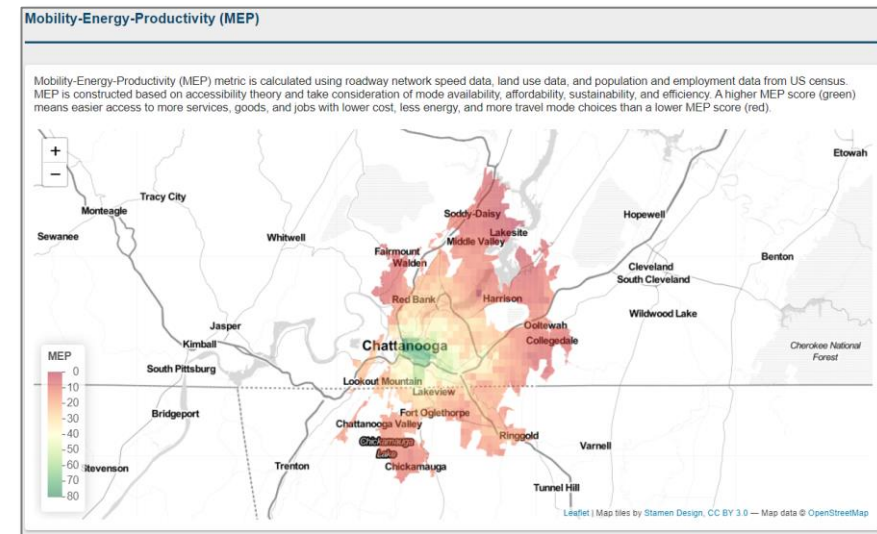 Mobility-Energy-Productivity (MEP)
Mobility-Energy-Productivity (MEP) metric is calculated using roadway network speed data, land use data, and population and employment data from US census.
MEP is constructed based on accessibility theory and take consideration of mode availability, affordability, sustainability, and efficiency. A higher MEP score (green)
means easier access to more services, goods, and jobs with lower cost, less energy, and more travel mode choices than a lower MEP score (red).
+
−
Etowah
Tracy City
Monteagle
Soddy-Daisy
Hopewell
Sewanee
Whitwell
Lakesite
Middle Valley
Fairmount
Walden
Benton
Cleveland
South Cleveland
Red Bank
Harrison
Wildwood Lake
Jasper
Ooltewah
Kimball
Chattanooga
Collegedale
Cherokee National
Forest
MEP
0
10
20
30
40
50
60
70
80
South Pittsburg
Lookout Mountain
Lakeview
Bridgeport
Fort Oglethorpe
Chattanooga Valley
Chickamauga
Lake
Ringgold
Varnell
Stevenson
Trenton
Chickamauga
Tunnel Hill
Leaflet | Map tiles by Stamen Design, CC BY 3.0 — Map data © OpenStreetMap